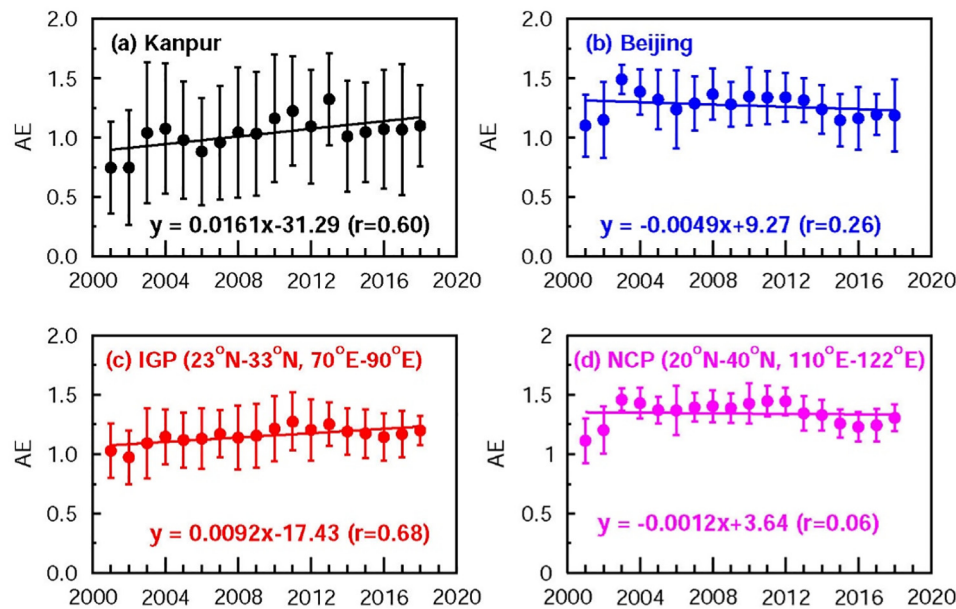 2.0
(a) Kanpur
1.5
AE
1.0
0.5
y = 0.0161x-31.29 (r=0.60)
0.0
2000 2004 2008 2012 2016 2020
2.0
(b) Beijing
1.5
AE
1.0
0.5
y = -0.0049x+9.27 (r=0.26)
0.0
2000 2004 2008 2012 2016 2020
2.0
(c) IGP (23°N-33°N, 70°E-90°E)
1.5
AE
1.0
0.5
y = 0.0092x-17.43 (r=0.68)
0.0
2000 2004 2008 2012 2016 2020
2
(d) NCP (20°N-40°N, 110°E-122°E)
1.5
AE
1
0.5
y = -0.0012x+3.64 (r=0.06)
0
2000 2004 2008 2012 2016 2020